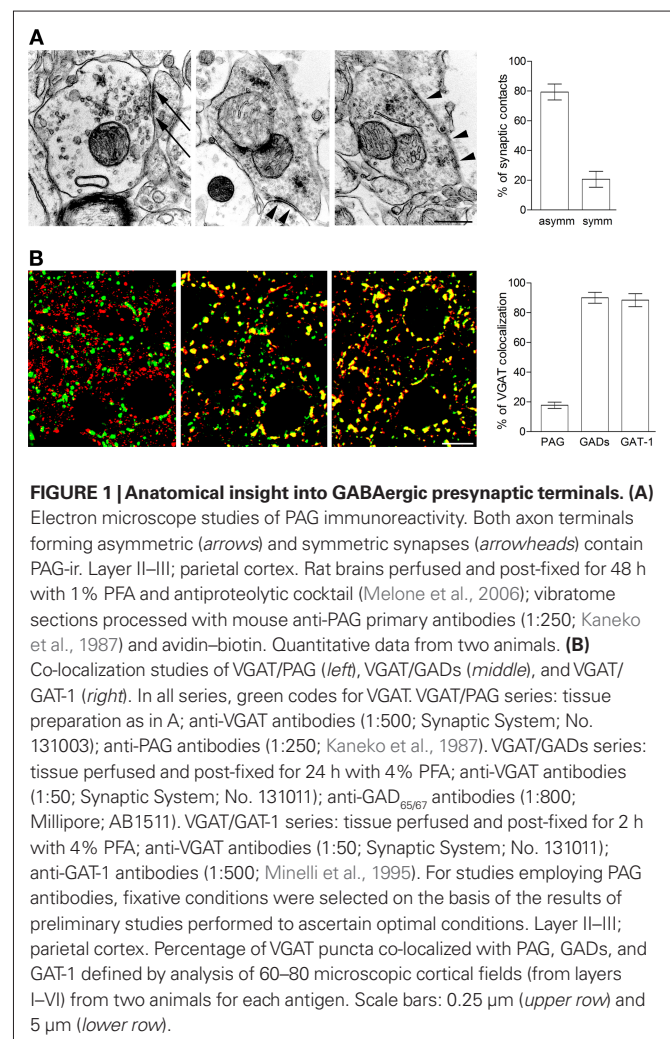 A
% of synaptic contacts
100
80
60
40
20
0
asymm symm
B
% of VGAT colocalization
100
80
60
40
20
0
PAG GADs GAT-1
FIGURE 1 | Anatomical insight into GABAergic presynaptic terminals. (A)
Electron microscope studies of PAG immunoreactivity. Both axon terminals
forming asymmetric (arrows) and symmetric synapses (arrowheads) contain
PAG-ir. Layer II–III; parietal cortex. Rat brains perfused and post-fixed for 48 h
with 1% PFA and antiproteolytic cocktail (Melone et al., 2006); vibratome
sections processed with mouse anti-PAG primary antibodies (1:250; Kaneko
et al., 1987) and avidin–biotin. Quantitative data from two animals. (B)
Co-localization studies of VGAT/PAG (left), VGAT/GADs (middle), and VGAT/
GAT-1 (right). In all series, green codes for VGAT. VGAT/PAG series: tissue
preparation as in A; anti-VGAT antibodies (1:500; Synaptic System; No.
131003); anti-PAG antibodies (1:250; Kaneko et al., 1987). VGAT/GADs series:
tissue perfused and post-fixed for 24 h with 4% PFA; anti-VGAT antibodies
(1:50; Synaptic System; No. 131011); anti-GAD65/67 antibodies (1:800;
Millipore; AB1511). VGAT/GAT-1 series: tissue perfused and post-fixed for 2 h
with 4% PFA; anti-VGAT antibodies (1:50; Synaptic System; No. 131011);
anti-GAT-1 antibodies (1:500; Minelli et al., 1995). For studies employing PAG
antibodies, fixative conditions were selected on the basis of the results of
preliminary studies performed to ascertain optimal conditions. Layer II–III;
parietal cortex. Percentage of VGAT puncta co-localized with PAG, GADs, and
GAT-1 defined by analysis of 60–80 microscopic cortical fields (from layers
I–VI) from two animals for each antigen. Scale bars: 0.25 μm (upper row) and
5 μm (lower row).